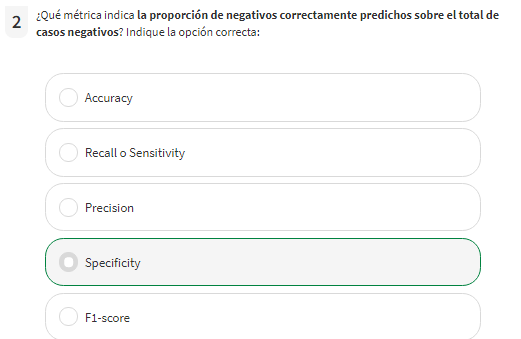 2
¿Qué métrica indica la proporción de negativos correctamente predichos sobre el total de
casos negativos? Indique la opción correcta:
Accuracy
Recall o Sensitivity
Precision
Specificity
F1-score